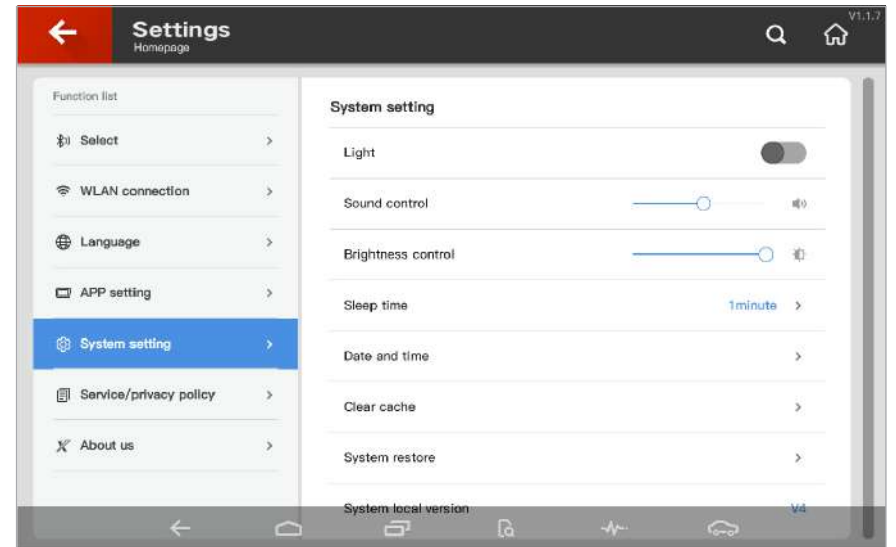 Settings
Homepage
V1.1.7
Function list
Select
WLAN connection
Language
APP setting
System setting
Service/privacy policy
About us
System setting
Light
Sound control
Brightness control
Sleep time 1minute
Date and time
Clear cache
System restore
System local version V4